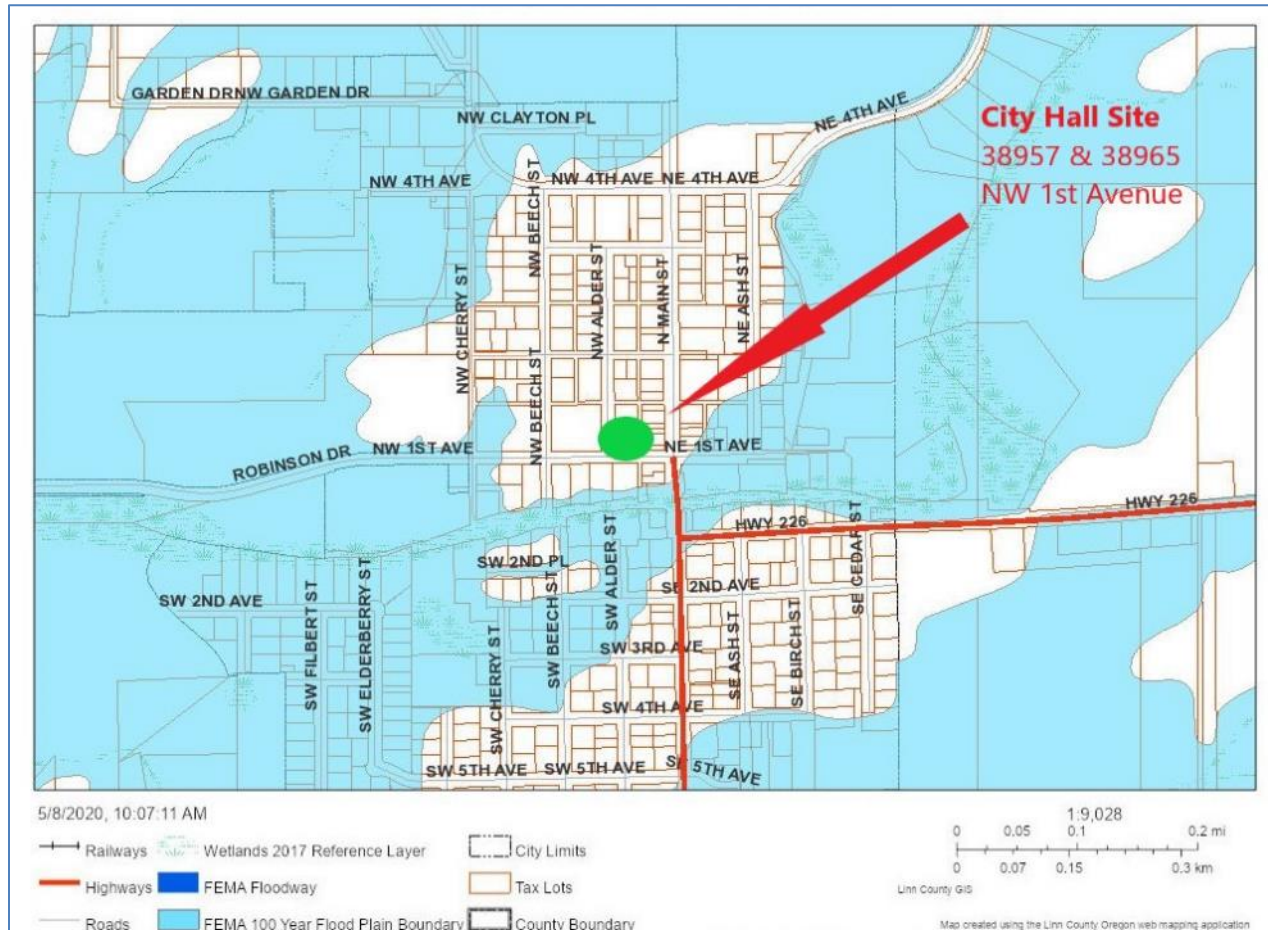 GARDEN DRNW GARDEN DR
NW CLAYTON PL
NE 4TH AVE
City Hall Site
38957 & 38965
NW 1st Avenue
NW 4TH AVE
NW 4TH AVE NE 4TH AVE
NW BEECH ST
NW ALDER ST
N MAIN ST
NE ASH ST
NW CHERRY ST
NW BEECH ST
ROBINSON DR
NW 1ST AVE
NE 1ST AVE
HWY 226
HWY 226
SW 2ND PL
SW ALDER ST
SE CEDAR ST
SW 2ND AVE
SW FILBERT ST
SW ELDERBERRY ST
SW BEECH ST
SE 2ND AVE
SW CHERRY ST
SW 3RD AVE
SE ASH ST
SE BIRCH ST
SW 4TH AVE
SW 5TH AVE
SW 5TH AVE
SE 5TH AVE
5/8/2020, 10:07:11 AM
1:9,028
0 0.05 0.1 0.2 mi
0 0.07 0.15 0.3 km
Railways
Wetlands 2017 Reference Layer
City Limits
Highways
FEMA Floodway
Tax Lots
Linn County GIS
Roads
FEMA 100 Year Flood Plain Boundary
County Boundary
Map created using the Linn County Oregon web mapping application